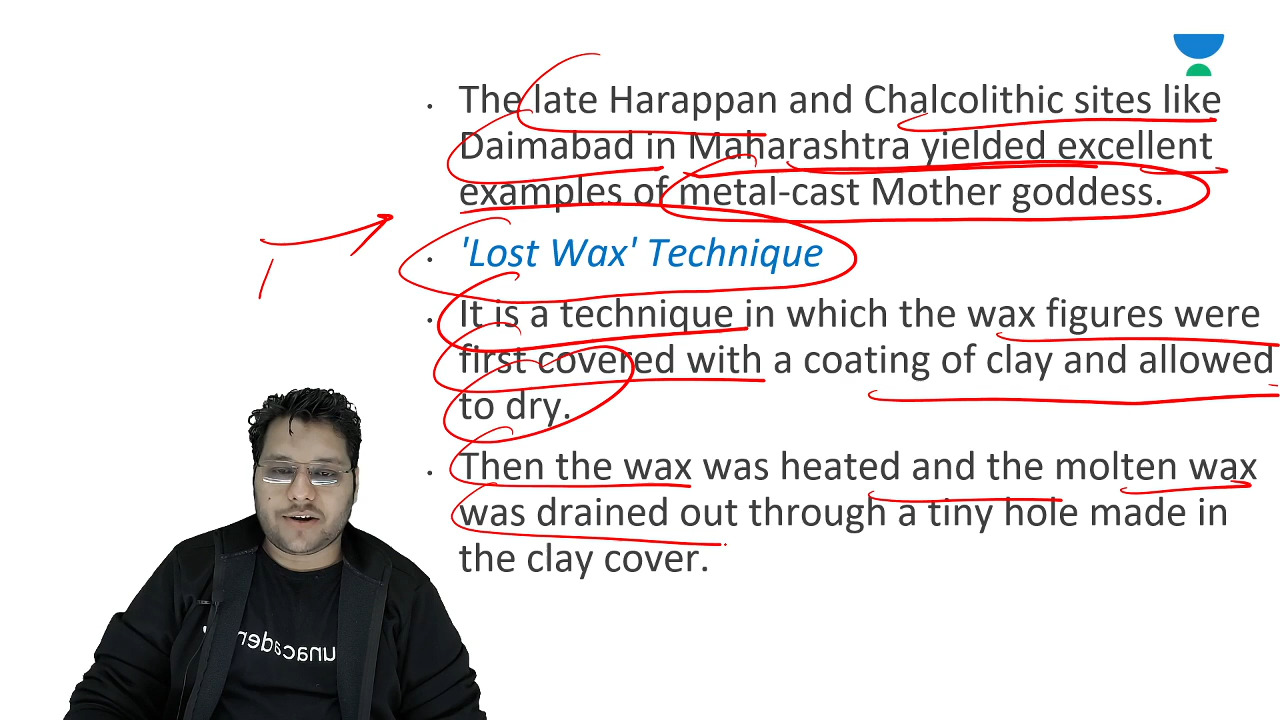 The late Harappan and Chalcolithic sites like
Daimabad in Maharashtra yielded excellent
examples of metal-cast Mother goddess.
'Lost Wax' Technique
It is a technique in which the wax figures were
first covered with a coating of clay and allowed
to dry.
Then the wax was heated and the molten wax
was drained out through a tiny hole made in
the clay cover.
unacadem